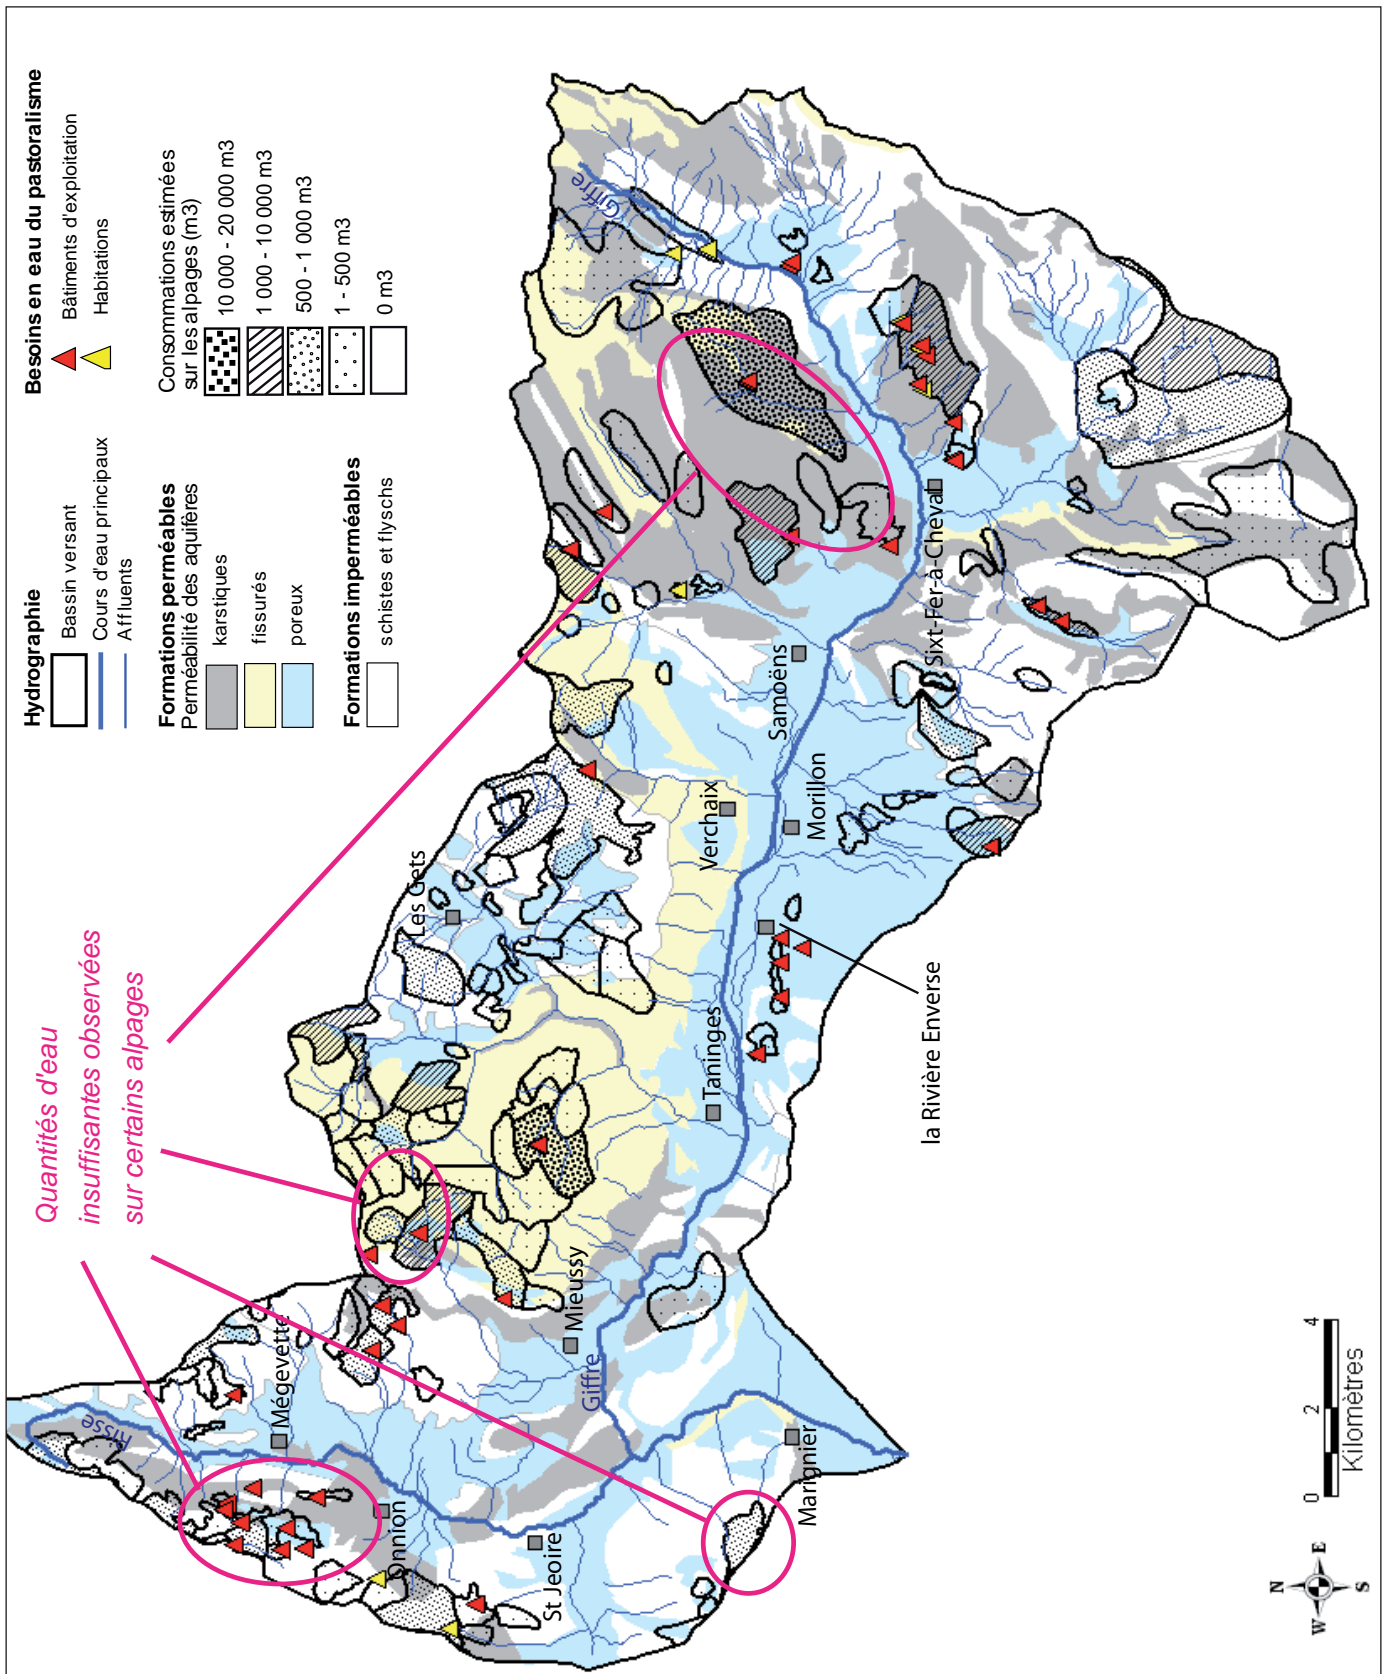 Hydrographie
Bassin versant
Cours d'eau principaux
Affluents
Formations perméables
Perméabilité des aquifères
karstiques
fissurés
poreux
Formations imperméables
schistes et flyschs
Besoins en eau du pastoralisme
Bâtiments d'exploitation
Habitations
Consommations estimées
sur les alpages (m3)
10 000 - 20 000 m3
1 000 - 10 000 m3
500 - 1 000 m3
1 - 500 m3
0 m3
Quantités d'eau
insuffisantes observées
sur certains alpages
Risse
Mégevette
Onnion
St Jeoire
Marignier
Giffre
Mieussy
Taninges
Les Gets
la Rivière Enverse
Verchaix
Morillon
Samoëns
Sixt-Fer-à-Cheval
Giffre
N
W
E
S
0
2
4
Kilomètres